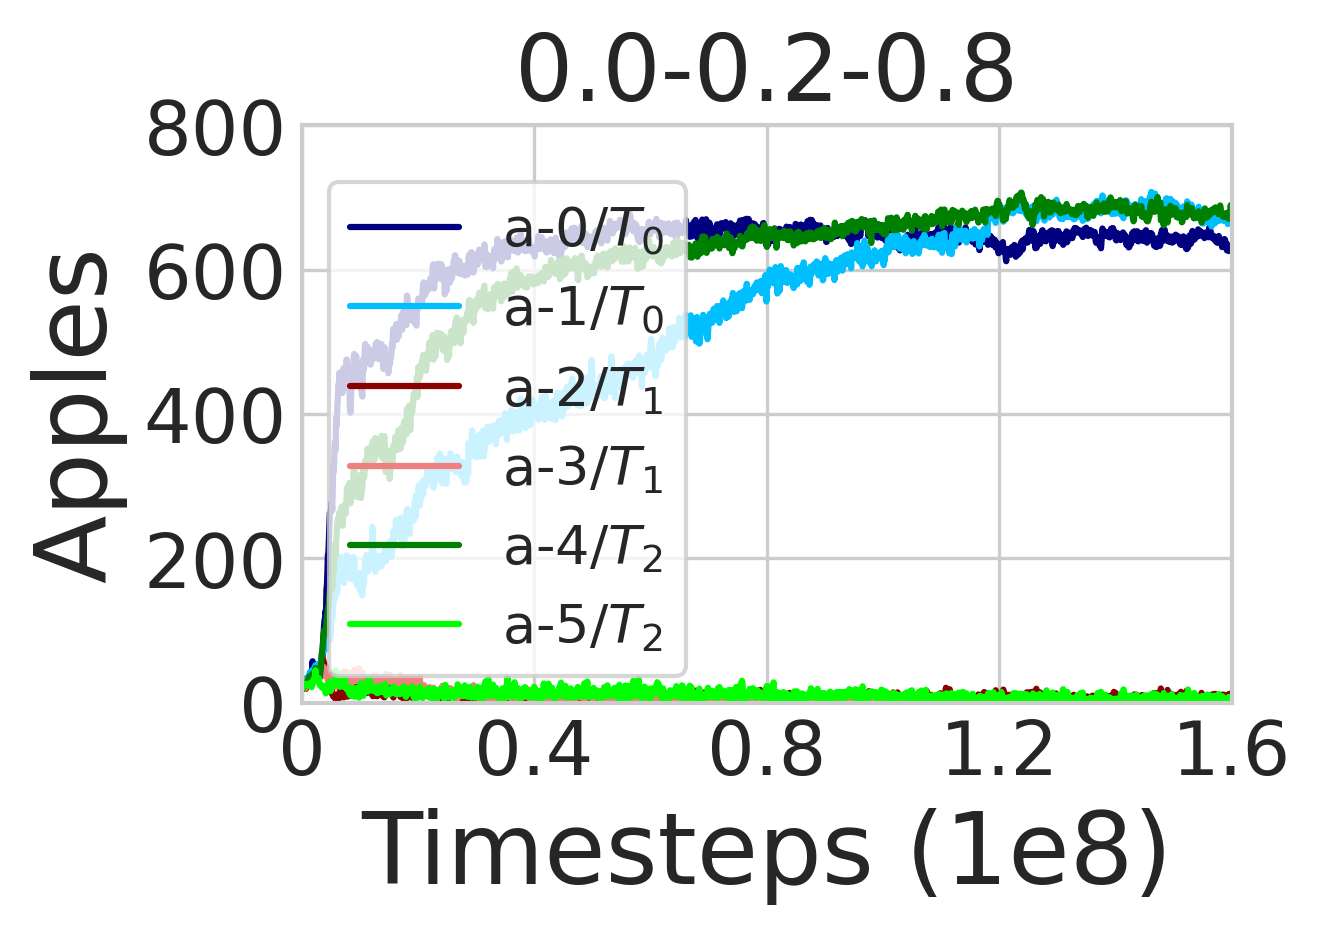 0.0-0.2-0.8
800
600
400
200
0
Apples
a-0/T₀
a-1/T₀
a-2/T₁
a-3/T₁
a-4/T₂
a-5/T₂
0 0.4 0.8 1.2 1.6
Timesteps (1e8)